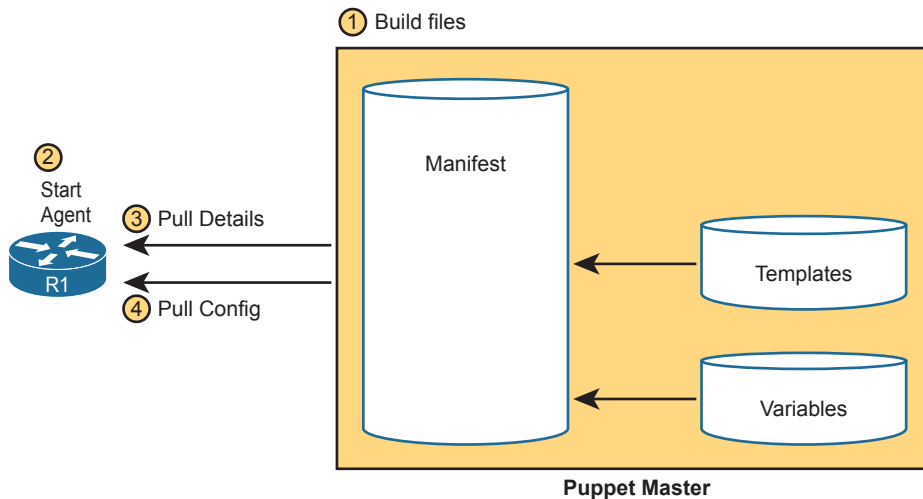 1 Build files
Manifest
2
Start
Agent
3 Pull Details
R1
4 Pull Config
Templates
Variables
Puppet Master